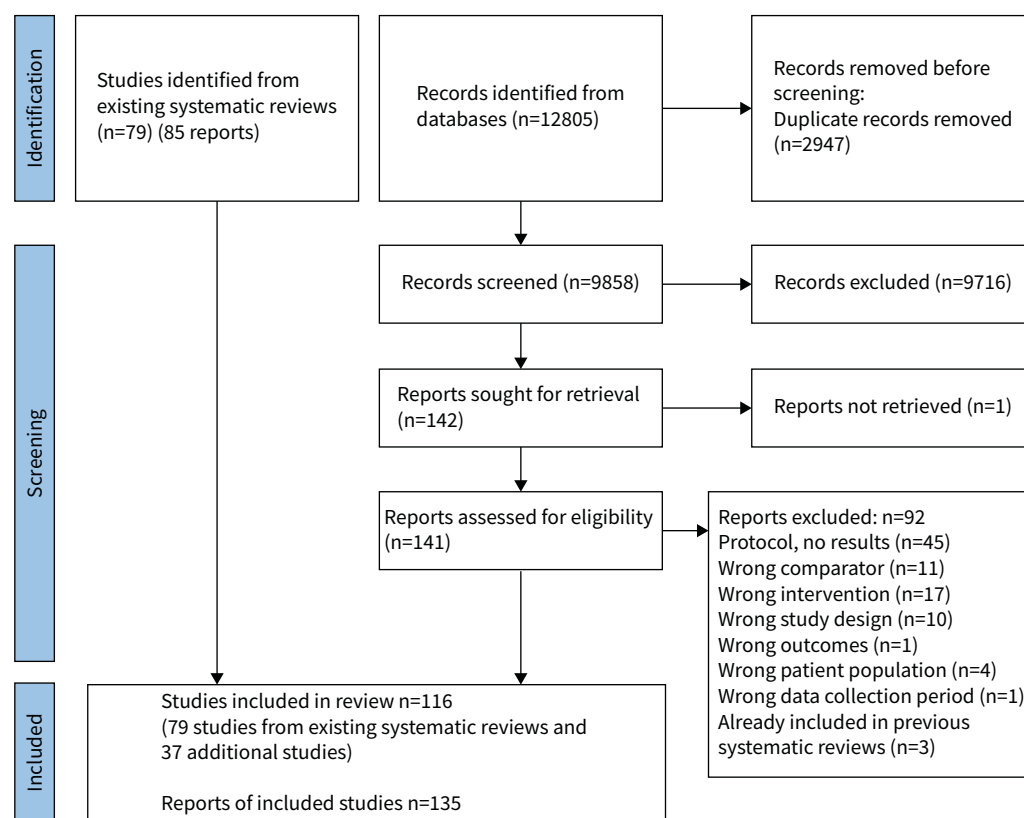 Identification
Studies identified from
existing systematic reviews
(n=79) (85 reports)
Records identified from
databases (n=12805)
Records removed before
screening:
Duplicate records removed
(n=2947)
Screening
Records screened (n=9858)
Records excluded (n=9716)
Reports sought for retrieval
(n=142)
Reports not retrieved (n=1)
Reports assessed for eligibility
(n=141)
Reports excluded: n=92
Protocol, no results (n=45)
Wrong comparator (n=11)
Wrong intervention (n=17)
Wrong study design (n=10)
Wrong outcomes (n=1)
Wrong patient population (n=4)
Wrong data collection period (n=1)
Already included in previous
systematic reviews (n=3)
Included
Studies included in review n=116
(79 studies from existing systematic reviews and
37 additional studies)
Reports of included studies n=135